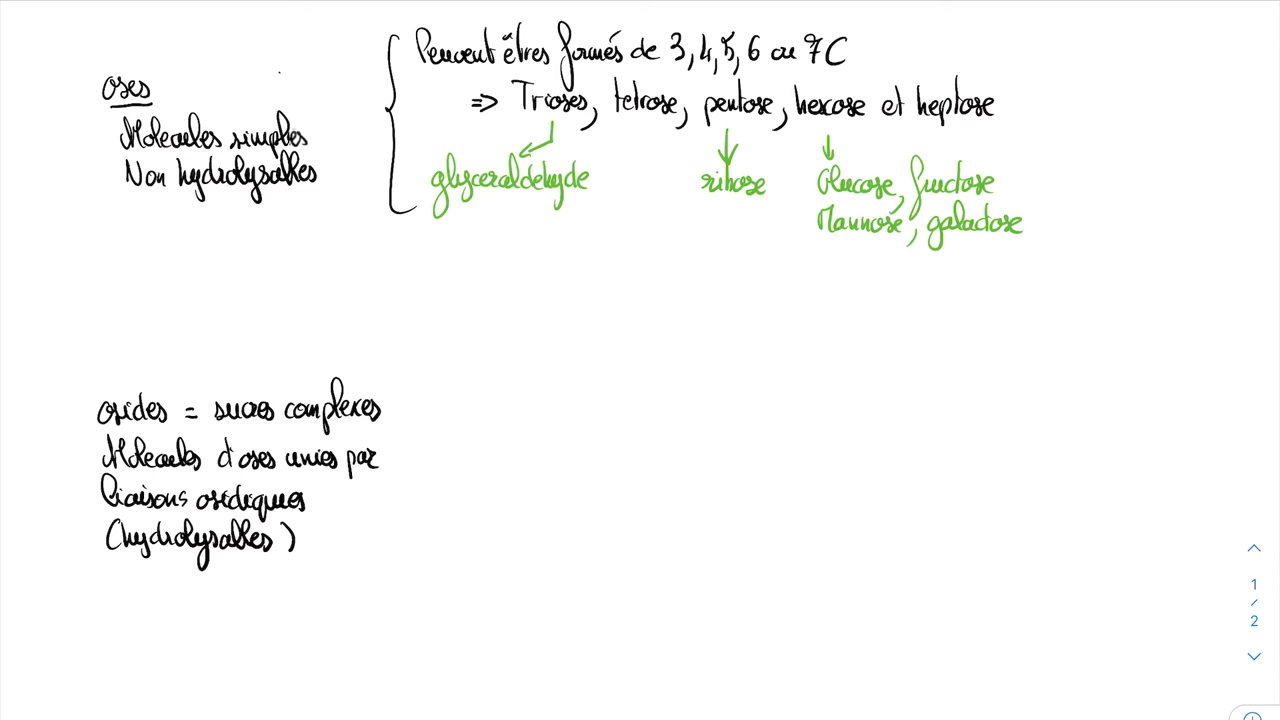 oses
Molecules simples
Non hydrolysables
Peuvent êtres formés de 3, 4, 5, 6 ou 7C
=> Trioses, tetrose, pentose, hexose et heptose
glyceraldehyde
ribose
Glucose, fructose
Mannose, galactose
osides = sucres complexes
Molecules d'oses unies par
liaisons osidiques
(hydrolysables)
1
/
2